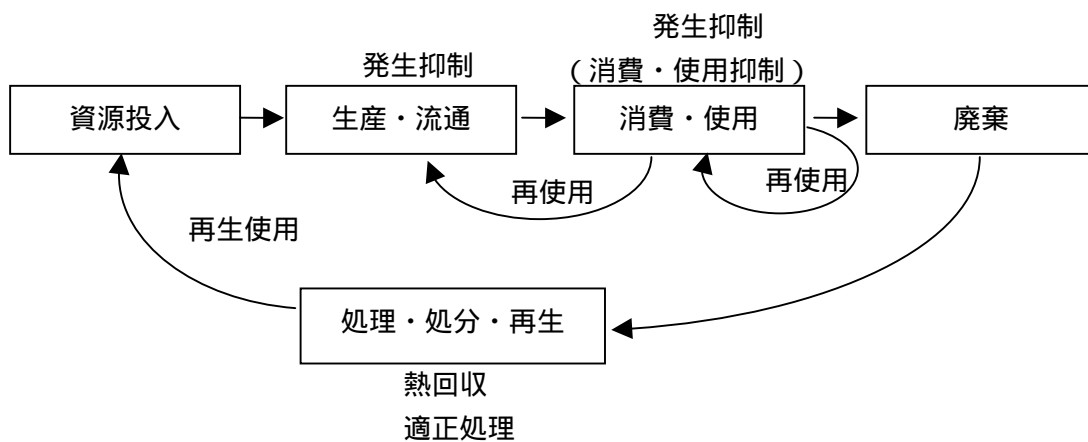 発生抑制
発生抑制
(消費・使用抑制)
資源投入
生産・流通
消費・使用
廃棄
再使用
再使用
再生使用
処理・処分・再生
熱回収
適正処理